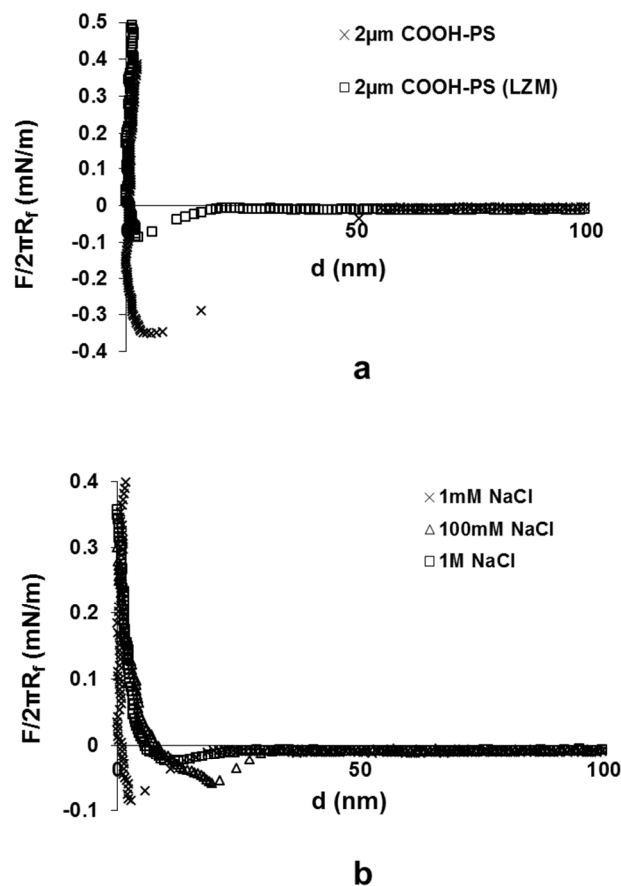 0.5
2µm COOH-PS
0.4
2µm COOH-PS (LZM)
0.3
0.2
0.1
0
-0.1
50
100
-0.2
d (nm)
-0.3
-0.4
F/2πRf (mN/m)
a
0.4
1mM NaCl
100mM NaCl
0.3
1M NaCl
0.2
0.1
0
0
50
100
-0.1
d (nm)
F/2πRf (mN/m)
b